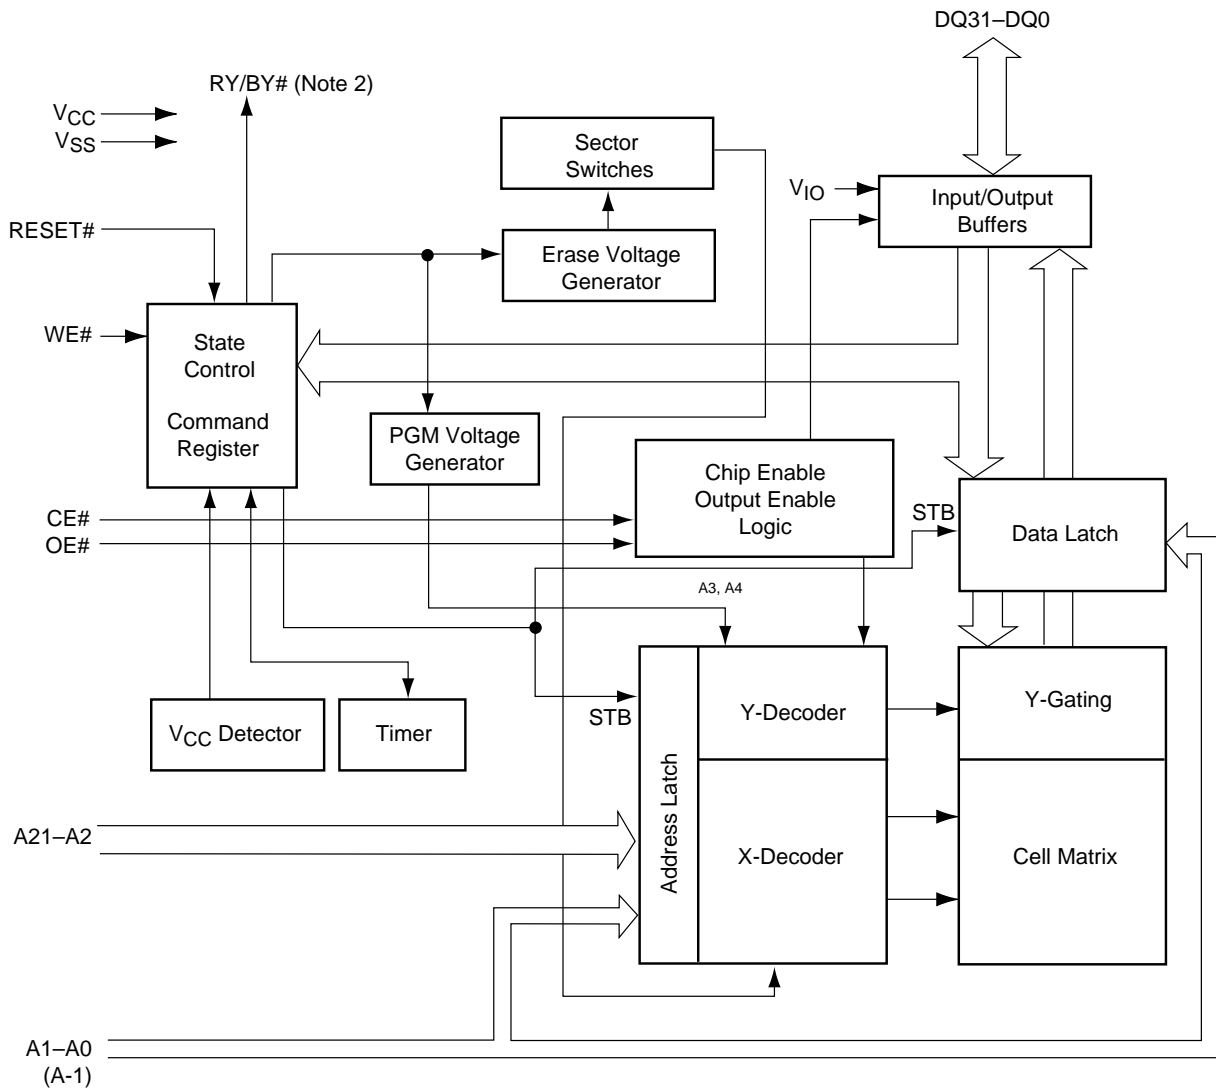 DQ31–DQ0
RY/BY# (Note 2)
VCC
VSS
Sector
Switches
VIO
Input/Output
Buffers
RESET#
Erase Voltage
Generator
WE#
State
Control
Command
Register
PGM Voltage
Generator
Chip Enable
Output Enable
Logic
CE#
OE#
STB
Data Latch
A3, A4
STB
Y-Decoder
Y-Gating
VCC Detector
Timer
Address Latch
A21–A2
X-Decoder
Cell Matrix
A1–A0
(A-1)